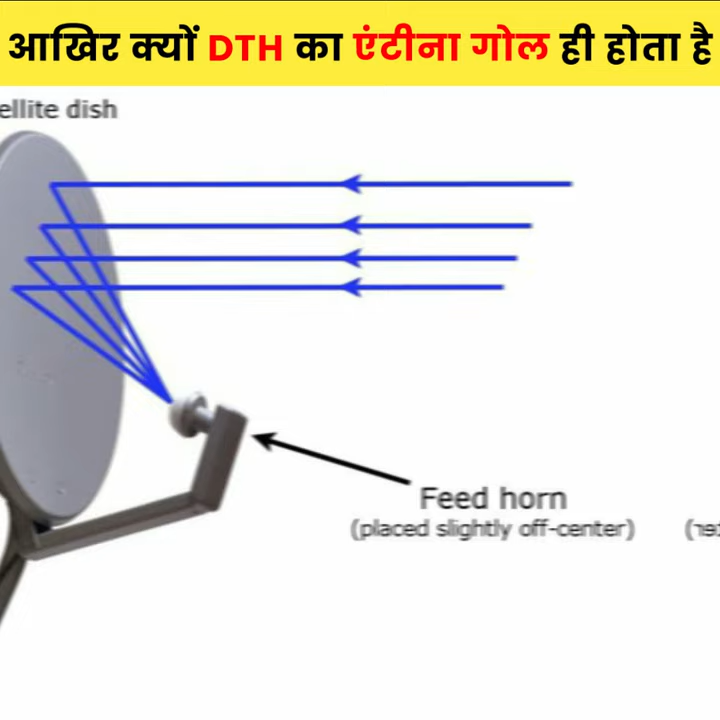 आखिर क्यों DTH का एंटीना गोल ही होता है
ellite dish
Feed horn
(placed slightly off-center)